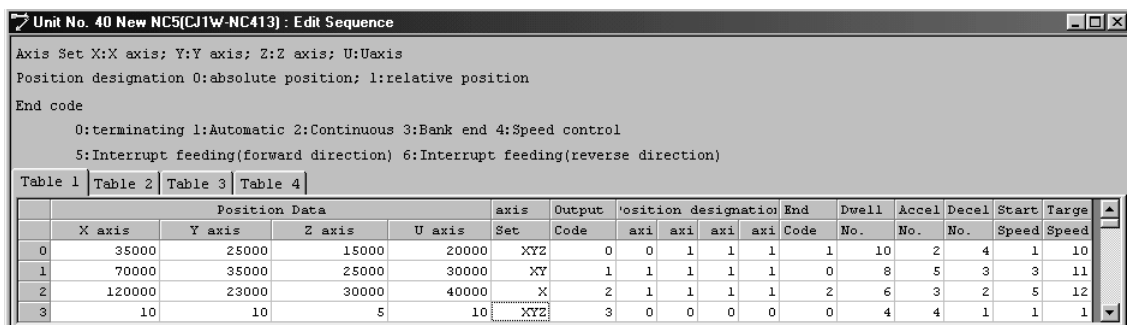 Unit No. 40 New NC5(CJ1W-NC413) : Edit Sequence
Axis Set X:X axis; Y:Y axis; Z:Z axis; U:Uaxis
Position designation 0:absolute position; 1:relative position
End code
0:terminating 1:Automatic 2:Continuous 3:Bank end 4:Speed control
5:Interrupt feeding(forward direction) 6:Interrupt feeding(reverse direction)
Table 1 Table 2 Table 3 Table 4
Position Data axis Output osition designatio End Dwell Accel Decel Start Targe
X axis Y axis Z axis U axis Set Code axi axi axi axi Code No. No. No. Speed Speed
0 35000 25000 15000 20000 XYZ 0 0 1 1 1 1 10 2 4 1 10
1 70000 35000 25000 30000 XY 1 1 1 1 1 0 8 5 3 3 11
2 120000 23000 30000 40000 X 2 1 1 1 1 2 6 3 2 5 12
3 10 10 5 10 XYZ 3 0 0 0 0 0 4 4 1 1 1